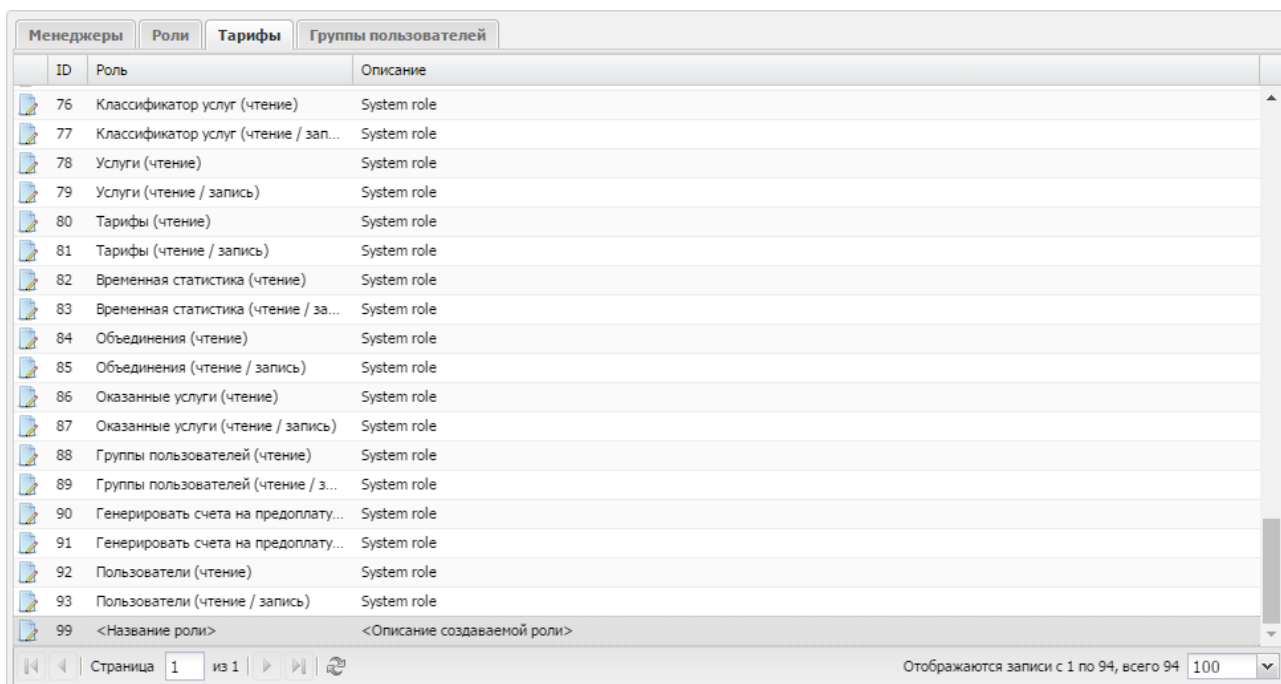 Менеджеры Роли Тарифы Группы пользователей
ID Роль Описание
76 Классификатор услуг (чтение) System role
77 Классификатор услуг (чтение / зап... System role
78 Услуги (чтение) System role
79 Услуги (чтение / запись) System role
80 Тарифы (чтение) System role
81 Тарифы (чтение / запись) System role
82 Временная статистика (чтение) System role
83 Временная статистика (чтение / за... System role
84 Объединения (чтение) System role
85 Объединения (чтение / запись) System role
86 Оказанные услуги (чтение) System role
87 Оказанные услуги (чтение / запись) System role
88 Группы пользователей (чтение) System role
89 Группы пользователей (чтение / з... System role
90 Генерировать счета на предоплату... System role
91 Генерировать счета на предоплату... System role
92 Пользователи (чтение) System role
93 Пользователи (чтение / запись) System role
99 <Название роли> <Описание создаваемой роли>
Страница 1 из 1 Отображаются записи с 1 по 94, всего 94 100